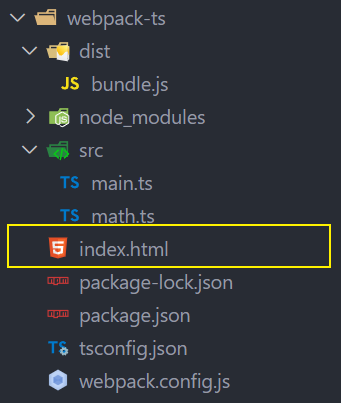 webpack-ts
dist
JS bundle.js
node_modules
src
TS main.ts
TS math.ts
index.html
package-lock.json
package.json
TS tsconfig.json
webpack.config.js